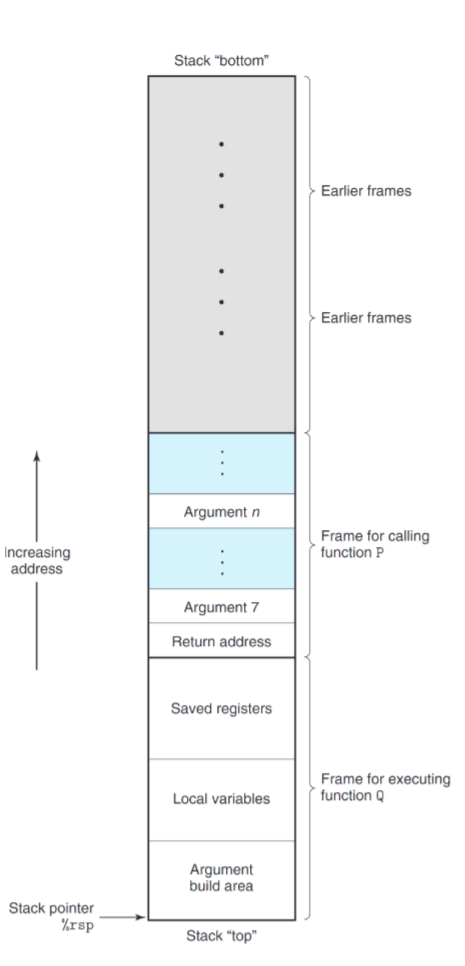 Stack “bottom”
Earlier frames
Earlier frames
Argument n
Frame for calling
function P
Increasing
address
Argument 7
Return address
Saved registers
Frame for executing
function Q
Local variables
Argument
build area
Stack pointer
%rsp
Stack “top”